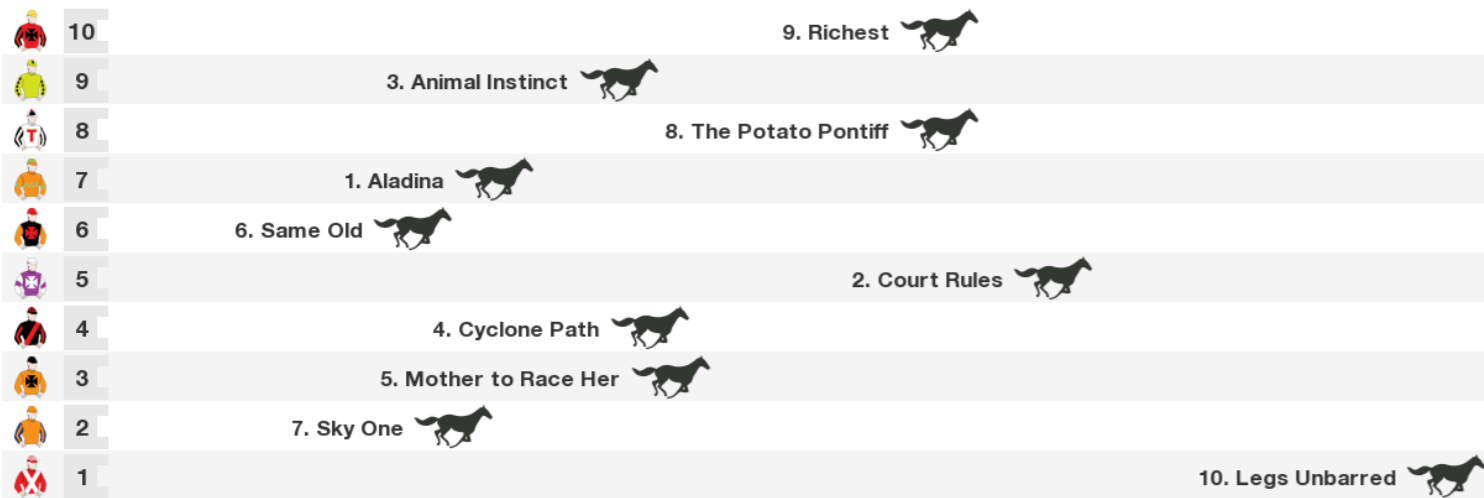 10 9. Richest
9 3. Animal Instinct
T 8 8. The Potato Pontiff
7 1. Aladina
6 6. Same Old
5 2. Court Rules
4 4. Cyclone Path
3 5. Mother to Race Her
2 7. Sky One
1 10. Legs Unbarred